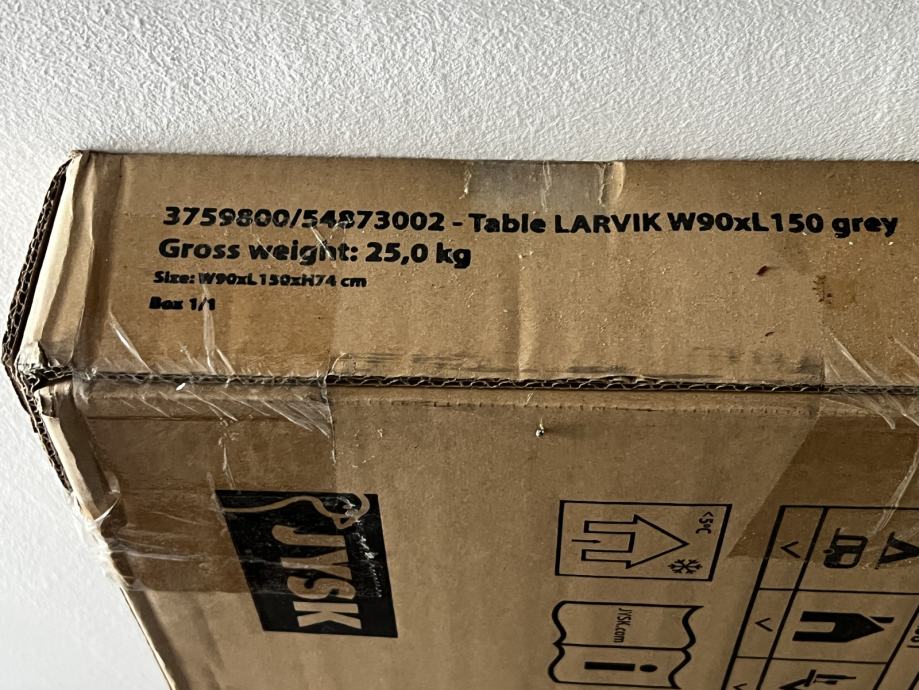 3759800/54873002 - Table LARVIK W90xL150 grey
Gross weight: 25,0 kg
Size: W90xL150xH74 cm
Box 1/1
JYSK
<5°C
JYSK.com
i